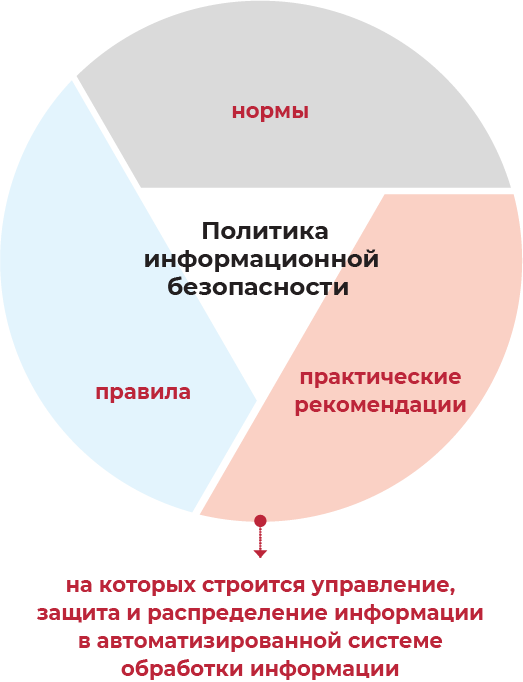 нормы
Политика
информационной
безопасности
правила
практические
рекомендации
на которых строится управление,
защита и распределение информации
в автоматизированной системе
обработки информации